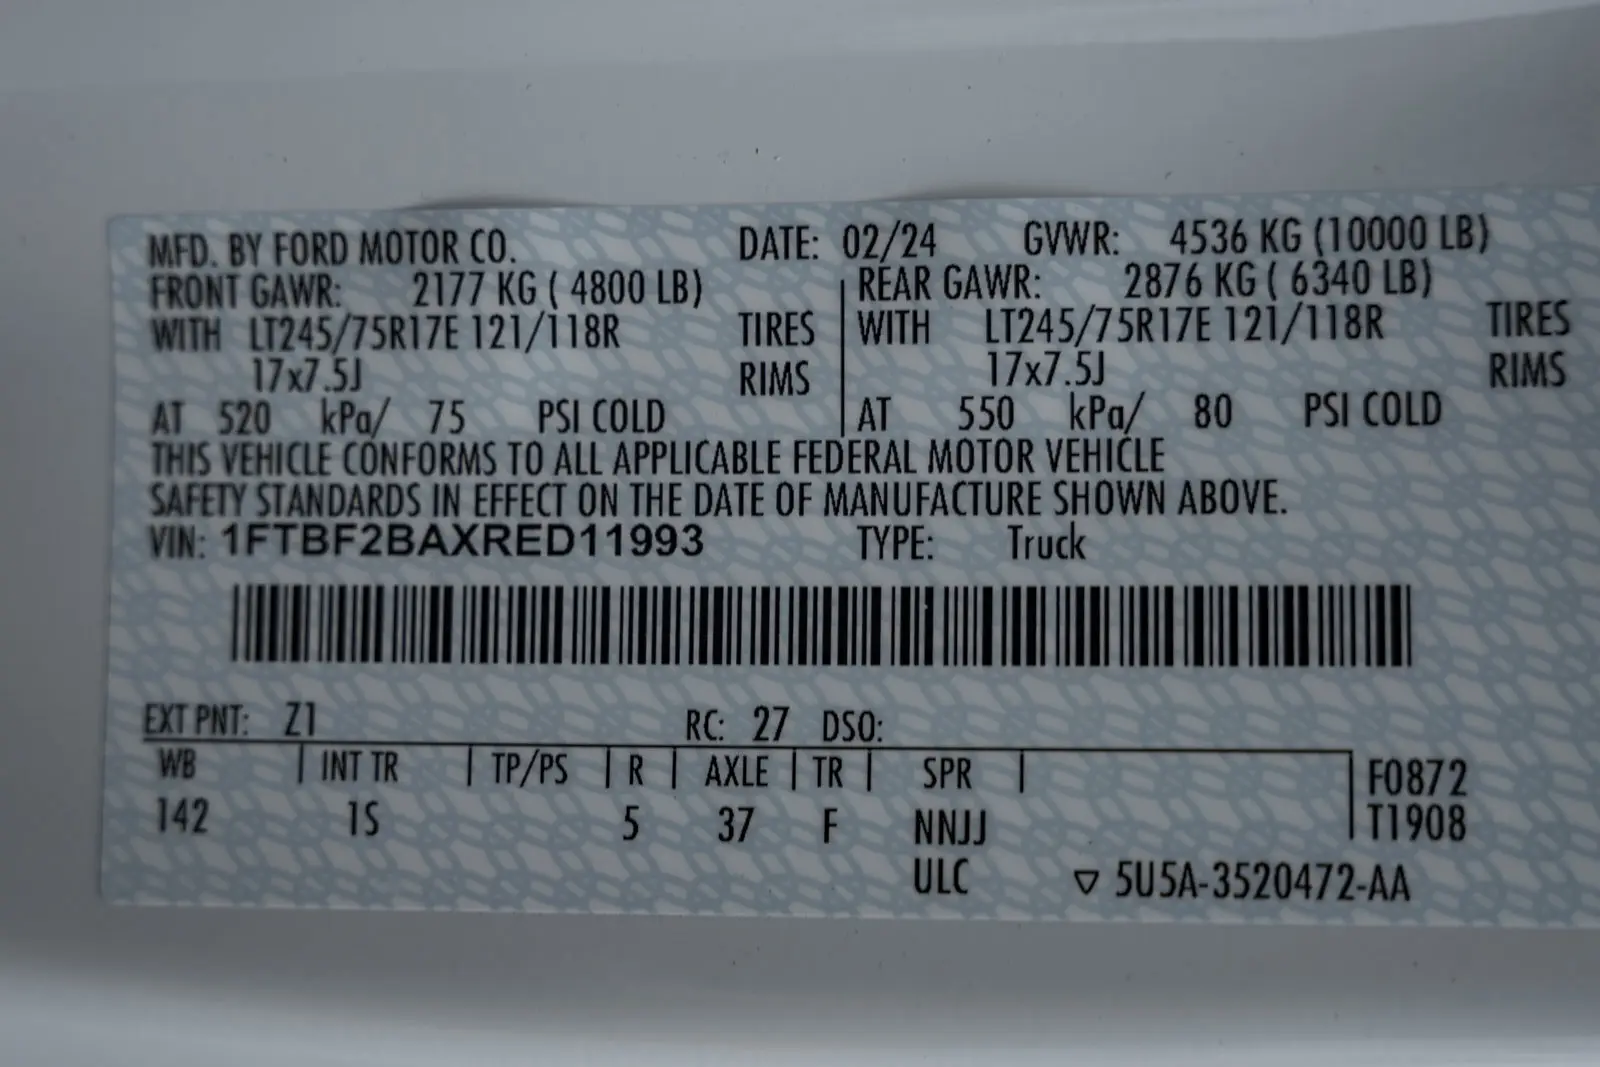 MFD. BY FORD MOTOR CO. DATE: 02/24 GVWR: 4536 KG (10000 LB)
FRONT GAWR: 2177 KG ( 4800 LB) REAR GAWR: 2876 KG ( 6340 LB)
WITH LT245/75R17E 121/118R TIRES WITH LT245/75R17E 121/118R TIRES
17x7.5J RIMS 17x7.5J RIMS
AT 520 kPa/ 75 PSI COLD AT 550 kPa/ 80 PSI COLD
THIS VEHICLE CONFORMS TO ALL APPLICABLE FEDERAL MOTOR VEHICLE
SAFETY STANDARDS IN EFFECT ON THE DATE OF MANUFACTURE SHOWN ABOVE.
VIN: 1FTBF2BAXRED11993 TYPE: Truck
EXT PNT: Z1 RC: 27 DSO:
WB INT TR TP/PS R AXLE TR SPR F0872
142 1S 5 37 F NNJJ T1908
ULC ▽ 5U5A-3520472-AA